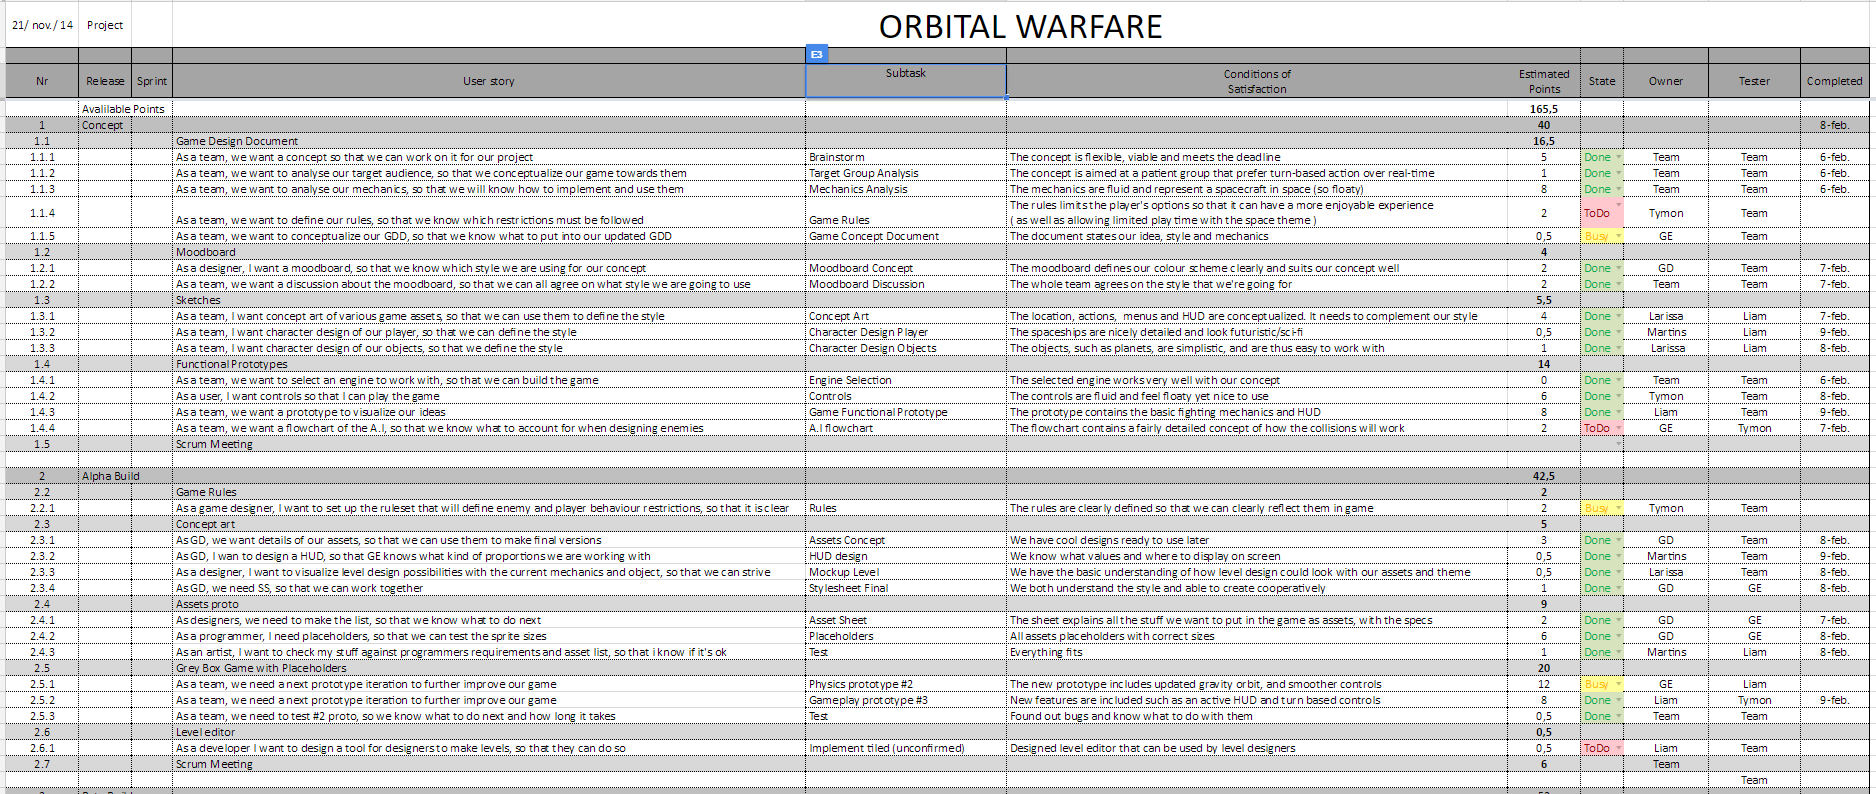 21/ nov./ 14 Project ORBITAL WARFARE
E3
Nr Release Sprint User story Subtask Conditions of Satisfaction Estimated Points State Owner Tester Completed
Avalilable Points 165,5
1 Concept 40 8-feb.
1.1 Game Design Document 16,5
1.1.1 As a team, we want a concept so that we can work on it for our project Brainstorm The concept is flexible, viable and meets the deadline 5 Done Team Team 6-feb.
1.1.2 As a team, we want to analyse our target audience, so that we conceptualize our game towards them Target Group Analysis The concept is aimed at a patient group that prefer turn-based action over real-time 1 Done Team Team 6-feb.
1.1.3 As a team, we want to analyse our mechanics, so that we will know how to implement and use them Mechanics Analysis The mechanics are fluid and represent a spacecraft in space (so floaty) 8 Done Team Team 6-feb.
1.1.4 As a team, we want to define our rules, so that we know which restrictions must be followed Game Rules The rules limits the player's options so that it can have a more enjoyable experience
( as well as allowing limited play time with the space theme ) 2 ToDo Tymon Team
1.1.5 As a team, we want to conceptualize our GDD, so that we know what to put into our updated GDD Game Concept Document The document states our idea, style and mechanics 0,5 Busy GE Team
1.2 Moodboard 4
1.2.1 As a designer, I want a moodboard, so that we know which style we are using for our concept Moodboard Concept The moodboard defines our colour scheme clearly and suits our concept well 2 Done GD Team 7-feb.
1.2.2 As a team, we want a discussion about the moodboard, so that we can all agree on what style we are going to use Moodboard Discussion The whole team agrees on the style that we're going for 2 Done Team Team 7-feb.
1.3 Sketches 5,5
1.3.1 As a team, I want concept art of various game assets, so that we can use them to define the style Concept Art The location, actions, menus and HUD are conceptualized. It needs to complement our style 4 Done Larissa Liam 7-feb.
1.3.2 As a team, I want character design of our player, so that we can define the style Character Design Player The spaceships are nicely detailed and look futuristic/sci-fi 0,5 Done Martins Liam 9-feb.
1.3.3 As a team, I want character design of our objects, so that we define the style Character Design Objects The objects, such as planets, are simplistic, and are thus easy to work with 1 Done Larissa Liam 8-feb.
1.4 Functional Prototypes 14
1.4.1 As a team, we want to select an engine to work with, so that we can build the game Engine Selection The selected engine works very well with our concept 0 Done Team Team 6-feb.
1.4.2 As a user, I want controls so that I can play the game Controls The controls are fluid and feel floaty yet nice to use 6 Done Tymon Team 8-feb.
1.4.3 As a team, we want a prototype to visualize our ideas Game Functional Prototype The prototype contains the basic fighting mechanics and HUD 8 Done Liam Team 9-feb.
1.4.4 As a team, we want a flowchart of the A.I, so that we know what to account for when designing enemies A.I flowchart The flowchart contains a fairly detailed concept of how the collisions will work 2 ToDo GE Tymon 7-feb.
1.5 Scrum Meeting
2 Alpha Build 42,5
2.2 Game Rules 2
2.2.1 As a game designer, I want to set up the ruleset that will define enemy and player behaviour restrictions, so that it is clear Rules The rules are clearly defined so that we can clearly reflect them in game 2 Busy Tymon Team
2.3 Concept art 5
2.3.1 As GD, we want details of our assets, so that we can use them to make final versions Assets Concept We have cool designs ready to use later 3 Done GD Team 8-feb.
2.3.2 As GD, I wan to design a HUD, so that GE knows what kind of proportions we are working with HUD design We know what values and where to display on screen 0,5 Done Martins Team 9-feb.
2.3.3 As a designer, I want to visualize level design possibilities with the current mechanics and object, so that we can strive Mockup Level We have the basic understanding of how level design could look with our assets and theme 0,5 Done Larissa Team 8-feb.
2.3.4 As GD, we need SS, so that we can work together Stylesheet Final We both understand the style and able to create cooperatively 1 Done GD GE 8-feb.
2.4 Assets proto 9
2.4.1 As designers, we need to make the list, so that we know what to do next Asset Sheet The sheet explains all the stuff we want to put in the game as assets, with the specs 2 Done GD GE 7-feb.
2.4.2 As a programmer, I need placeholders, so that we can test the sprite sizes Placeholders All assets placeholders with correct sizes 6 Done GD GE 8-feb.
2.4.3 As an artist, I want to check my stuff against programmers requirements and asset list, so that i know if it's ok Test Everything fits 1 Done Martins Liam 8-feb.
2.5 Grey Box Game with Placeholders 20
2.5.1 As a team, we need a next prototype iteration to further improve our game Physics prototype #2 The new prototype includes updated gravity orbit, and smoother controls 12 Busy GE Liam
2.5.2 As a team, we need a next prototype iteration to further improve our game Gameplay prototype #3 New features are included such as an active HUD and turn based controls 8 Done Liam Tymon 9-feb.
2.5.3 As a team, we need to test #2 proto, so we know what to do next and how long it takes Test Found out bugs and know what to do with them 0,5 Done Team Team
2.6 Level editor 0,5
2.6.1 As a developer I want to design a tool for designers to make levels, so that they can do so Implement tiled (unconfirmed) Designed level editor that can be used by level designers 0,5 ToDo Liam Team
2.7 Scrum Meeting 6 Team
Team